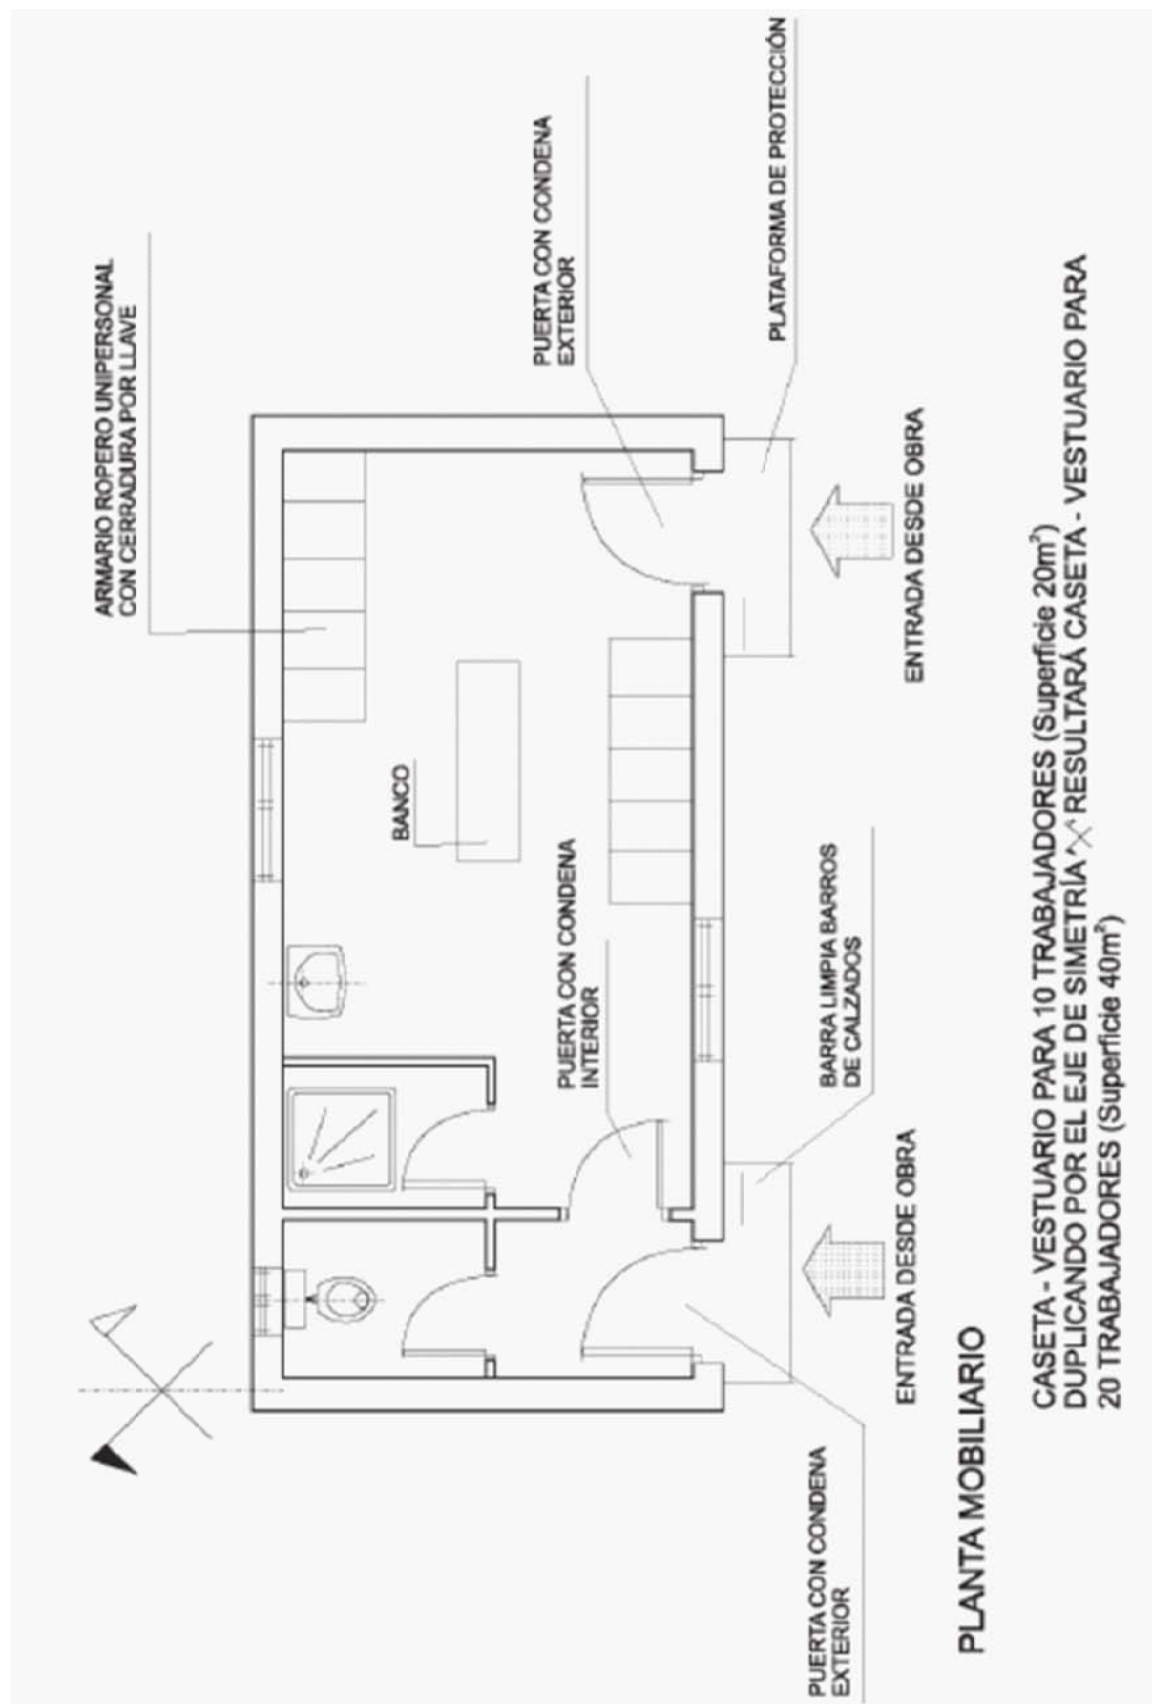 ARMARIO ROPERO UNIPERSONAL
CON CERRADURA POR LLAVE
PUERTA CON CONDENA
EXTERIOR
PLATAFORMA DE PROTECCIÓN
BANCO
PUERTA CON CONDENA
INTERIOR
BARRA LIMPIA BARROS
DE CALZADOS
ENTRADA DESDE OBRA
ENTRADA DESDE OBRA
PUERTA CON CONDENA
EXTERIOR
PLANTA MOBILIARIO
CASETA - VESTUARIO PARA 10 TRABAJADORES (Superficie 20m²)
DUPLICANDO POR EL EJE DE SIMETRÍA RESULTARÁ CASETA - VESTUARIO PARA
20 TRABAJADORES (Superficie 40m²)